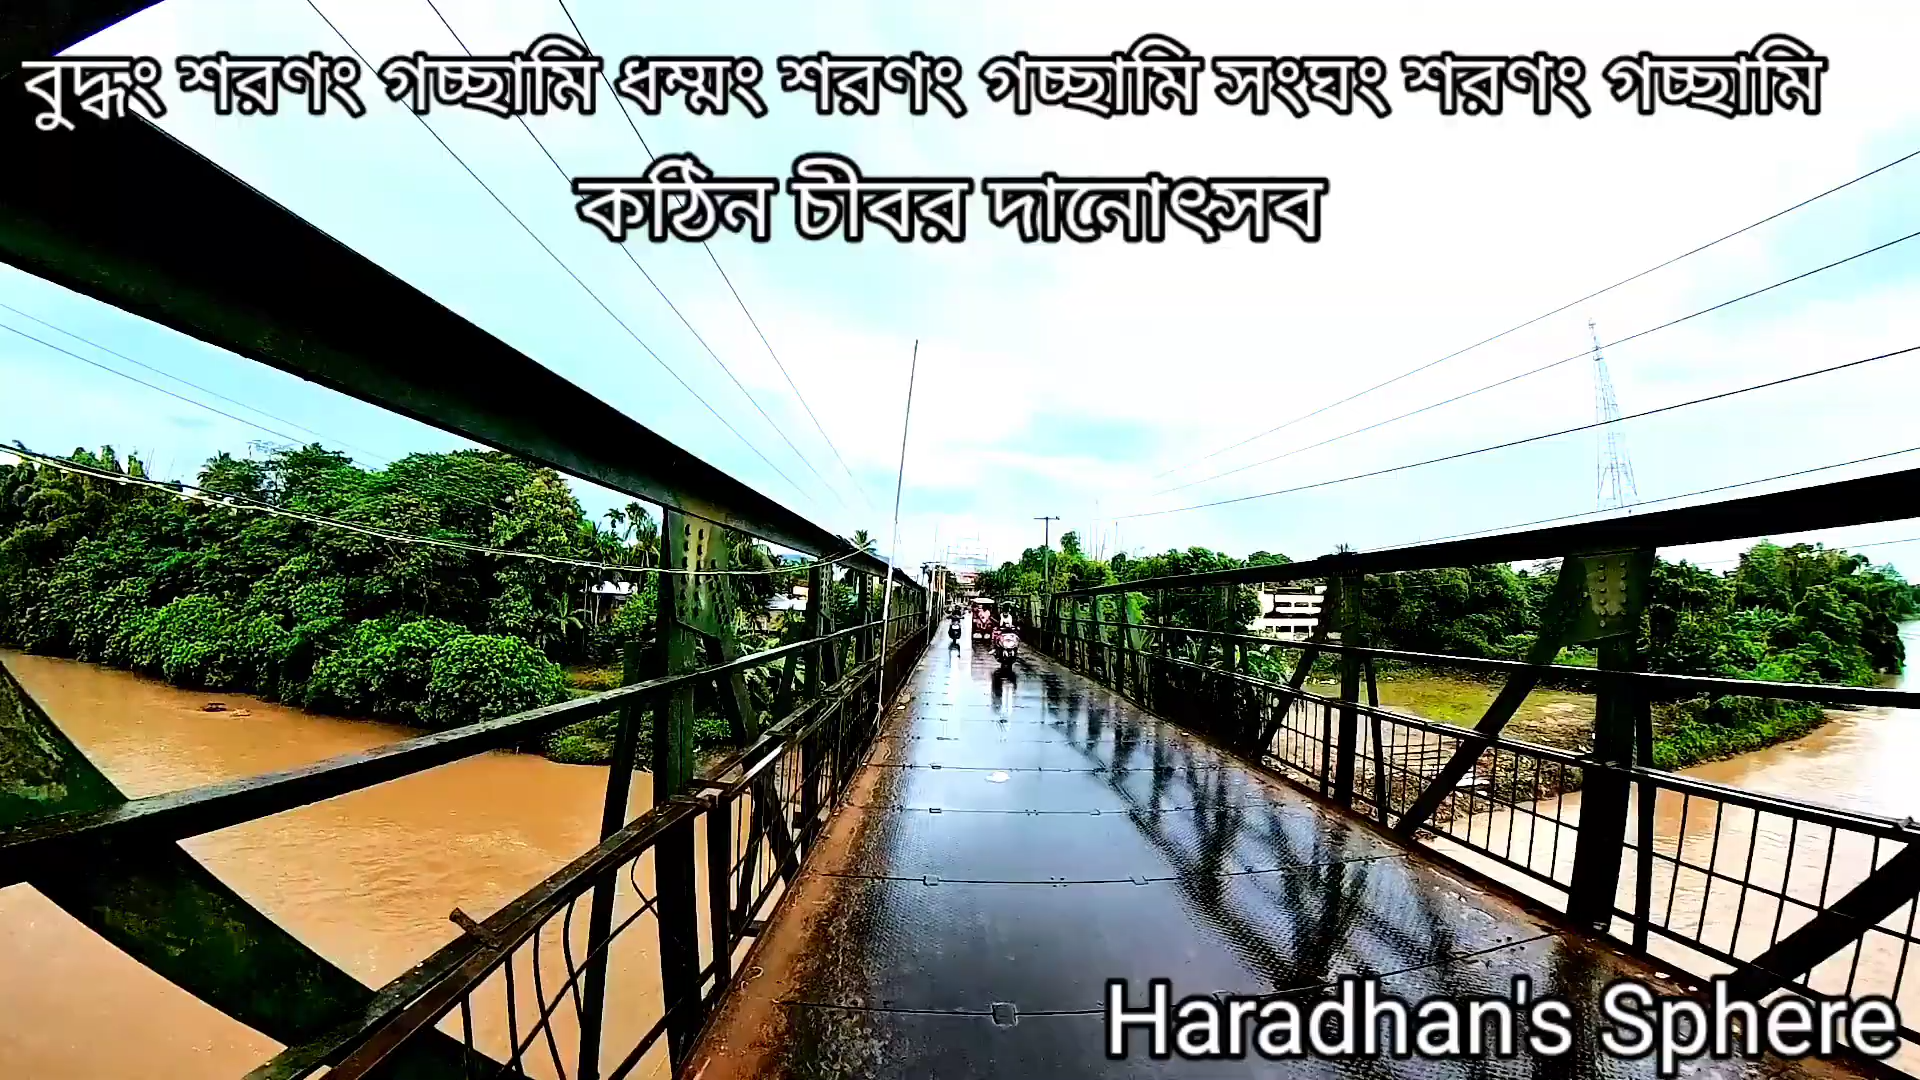 বুদ্ধং শরণং গচ্ছামি ধম্মং শরণং গচ্ছামি সংঘং শরণং গচ্ছামি
কঠিন চীবর দানোৎসব
Haradhan's Sphere